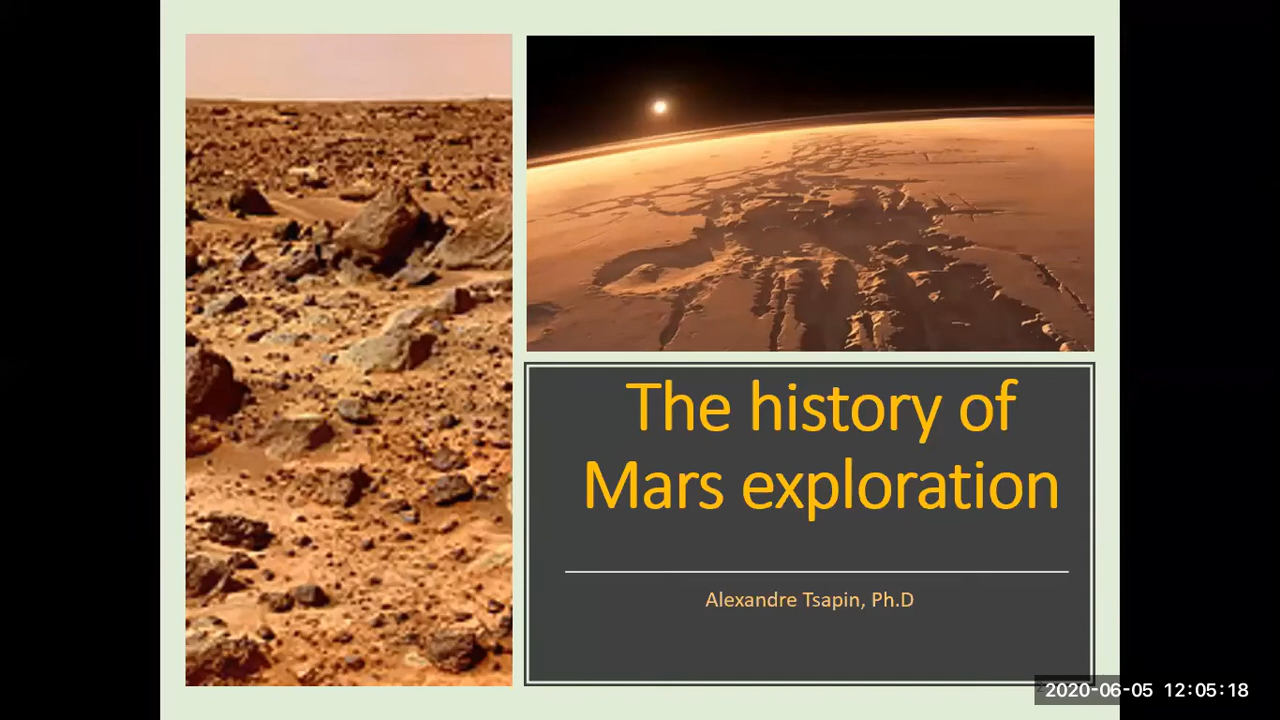 The history of
Mars exploration
Alexandre Tsapin, Ph.D
2020-06-05 12:05:18